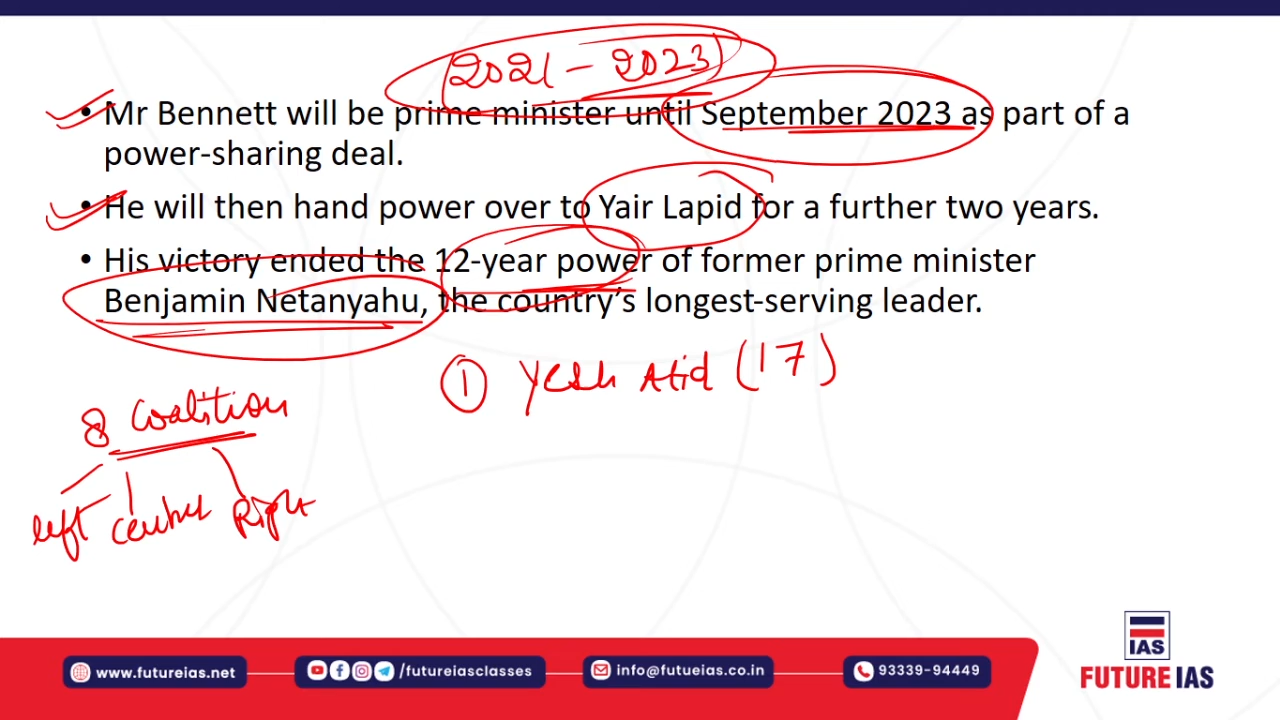 (2021 - 2023)
• Mr Bennett will be prime minister until September 2023 as part of a
power-sharing deal.
• He will then hand power over to Yair Lapid for a further two years.
• His victory ended the 12-year power of former prime minister
Benjamin Netanyahu, the country's longest-serving leader.
① Yesh Atid (17)
8 Coalition
left Center Right
www.futureias.net
/futureiasclasses
info@futueias.co.in
93339-94449
IAS
FUTURE IAS